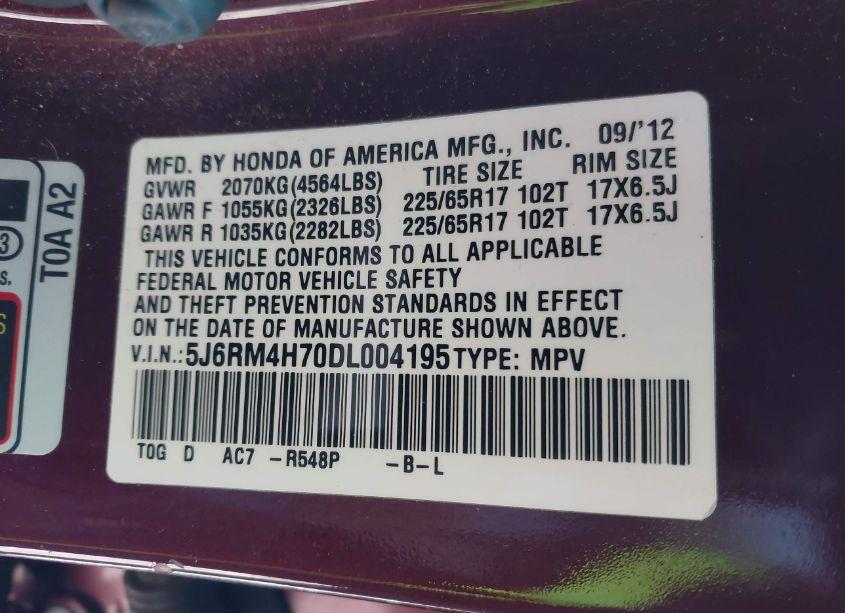 MFD. BY HONDA OF AMERICA MFG., INC. 09/'12
GVWR 2070KG(4564LBS) TIRE SIZE RIM SIZE
GAWR F 1055KG(2326LBS) 225/65R17 102T 17X6.5J
GAWR R 1035KG(2282LBS) 225/65R17 102T 17X6.5J
THIS VEHICLE CONFORMS TO ALL APPLICABLE
FEDERAL MOTOR VEHICLE SAFETY
AND THEFT PREVENTION STANDARDS IN EFFECT
ON THE DATE OF MANUFACTURE SHOWN ABOVE.
V.I.N.:5J6RM4H70DL004195 TYPE: MPV
TOG D AC7 -R548P -B-L
T0A A2
3
S.
S